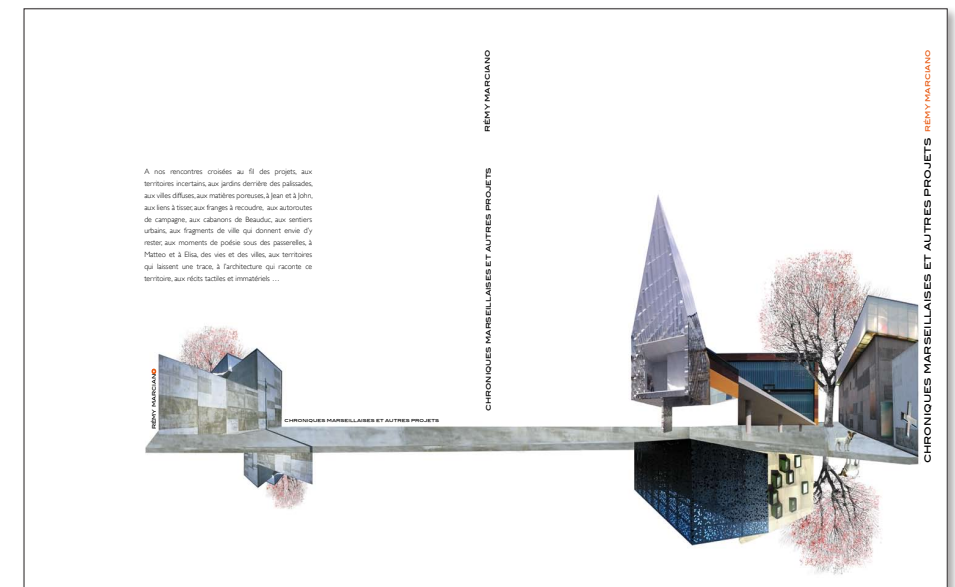 A nos rencontres croisées au fil des projets, aux
territoires incertains, aux jardins derrière des palissades,
aux villes diffuses, aux matières poreuses, à Jean et à John,
aux liens à tisser, aux franges à recoudre, aux autoroutes
de campagne, aux cabanons de Beauduc, aux sentiers
urbains, aux fragments de ville qui donnent envie d'y
rester, aux moments de poésie sous des passerelles, à
Matteo et à Elisa, des vies et des villes, aux territoires
qui laissent une trace, à l'architecture qui raconte ce
territoire, aux récits tactiles et immatériels ...
RÉMY MARCIANO
CHRONIQUES MARSEILLAISES ET AUTRES PROJETS
CHRONIQUES MARSEILLAISES ET AUTRES PROJETS RÉMY MARCIANO
CHRONIQUES MARSEILLAISES ET AUTRES PROJETS RÉMY MARCIANO